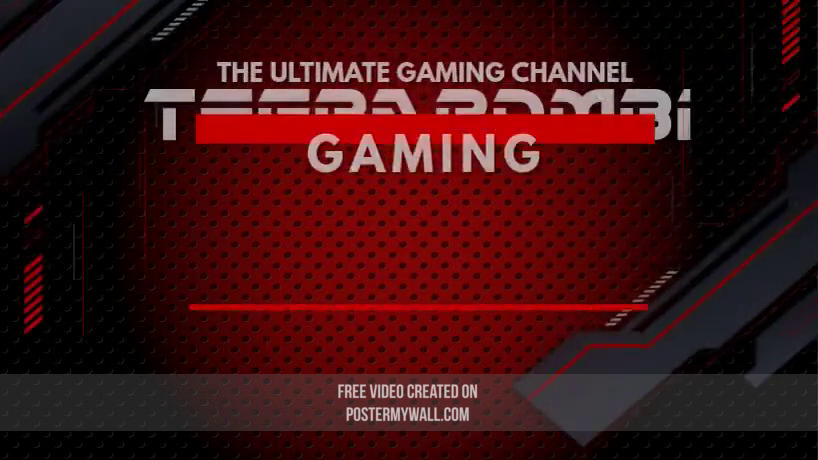 THE ULTIMATE GAMING CHANNEL
GAMING
FREE VIDEO CREATED ON
POSTERMYWALL.COM